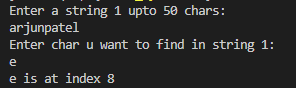 Enter a string 1 upto 50 chars:
arjunpatel
Enter char u want to find in string 1:
e
e is at index 8